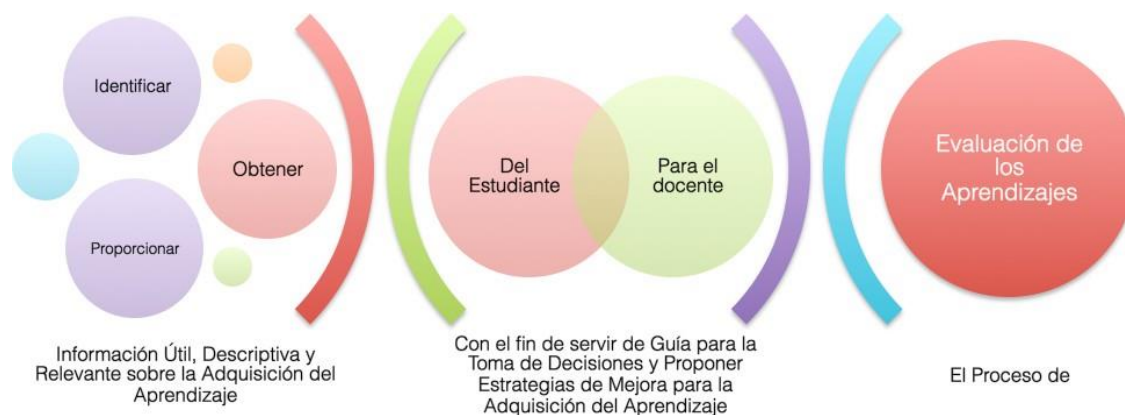 Identificar
Obtener
Proporcionar
Información Útil, Descriptiva y
Relevante sobre la Adquisición del
Aprendizaje
Del
Estudiante
Para el
docente
Con el fin de servir de Guía para la
Toma de Decisiones y Proponer
Estrategias de Mejora para la
Adquisición del Aprendizaje
Evaluación de
los
Aprendizajes
El Proceso de